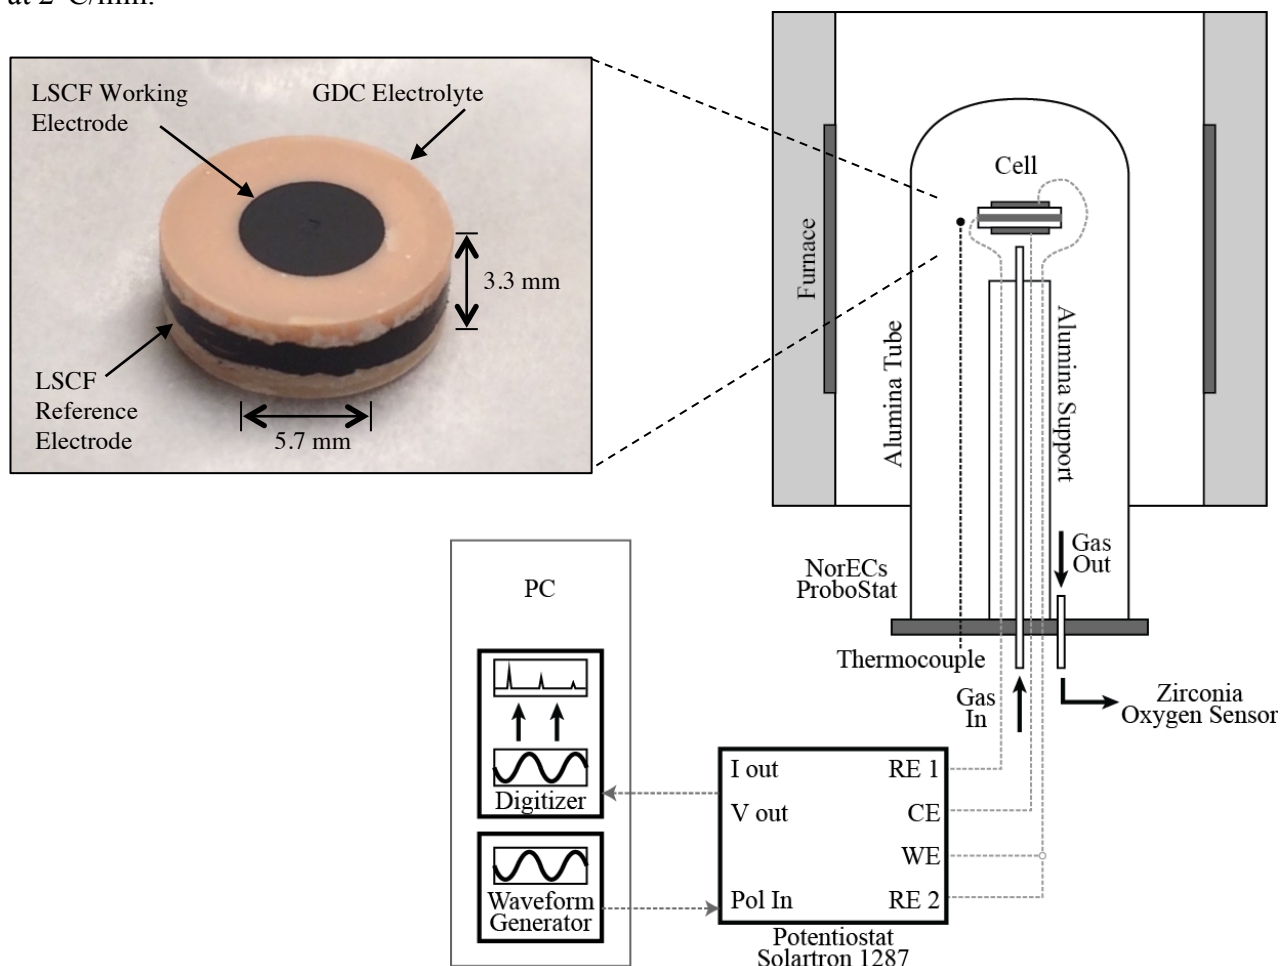 at 2°C/min.
LSCF Working
Electrode
GDC Electrolyte
3.3 mm
LSCF
Reference
Electrode
5.7 mm
Cell
Furnace
Alumina Tube
Alumina Support
Gas
Out
NorECs
ProboStat
Thermocouple
Gas
In
Zirconia
Oxygen Sensor
PC
Digitizer
Waveform
Generator
I out
V out
Pol In
RE 1
CE
WE
RE 2
Potentiostat
Solartron 1287